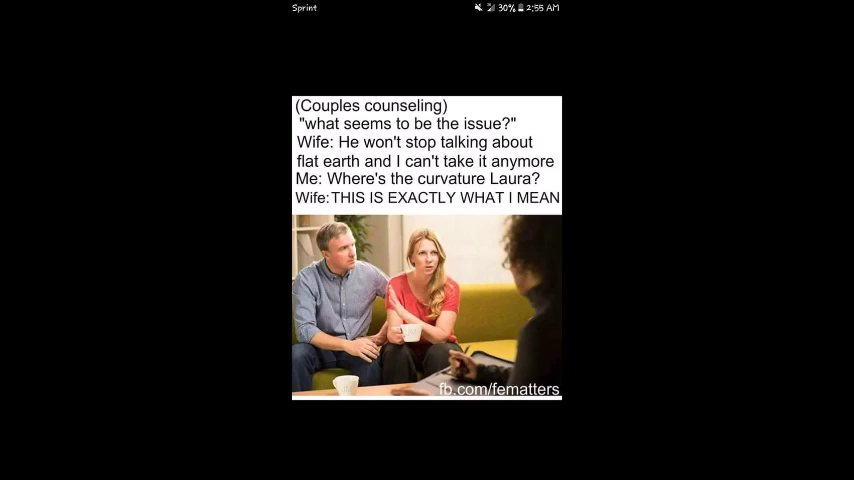 Sprint
30% 2:55 AM
(Couples counseling)
"what seems to be the issue?"
Wife: He won't stop talking about
flat earth and I can't take it anymore
Me: Where's the curvature Laura?
Wife:THIS IS EXACTLY WHAT I MEAN
fb.com/fematters